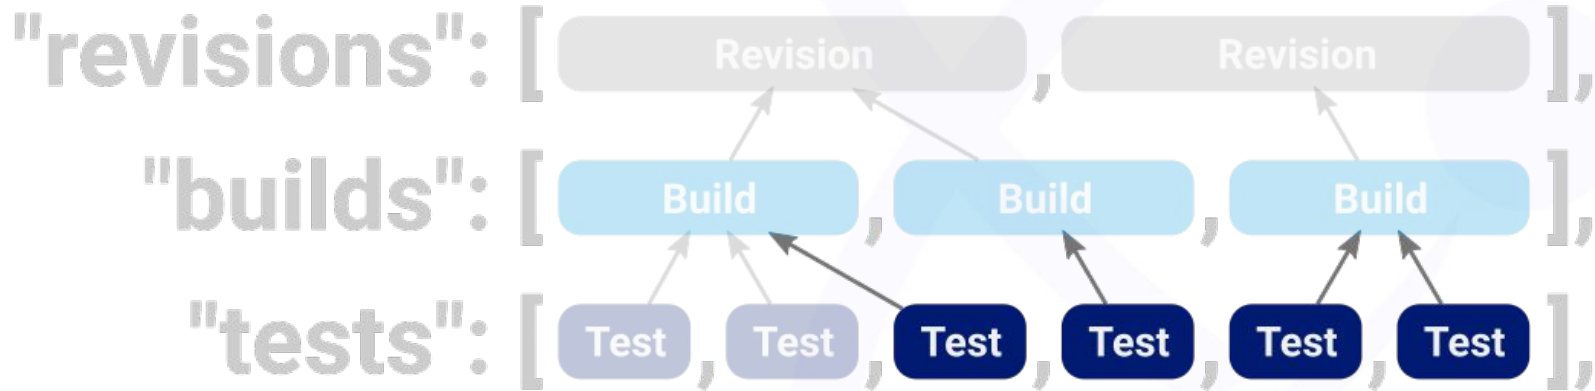 "revisions": [ Revision , Revision ],
"builds": [ Build , Build , Build ],
"tests": [ Test , Test , Test , Test , Test , Test ],